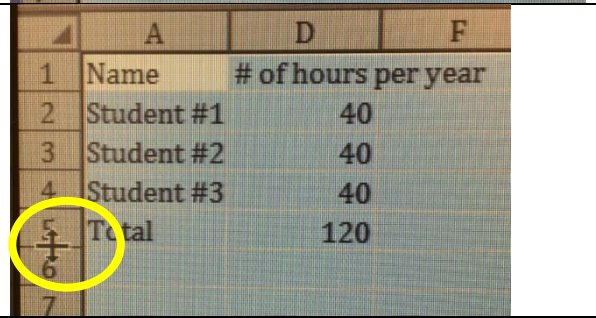 A D F
1 Name # of hours per year
2 Student #1 40
3 Student #2 40
4 Student #3 40
5 Total 120
6
7